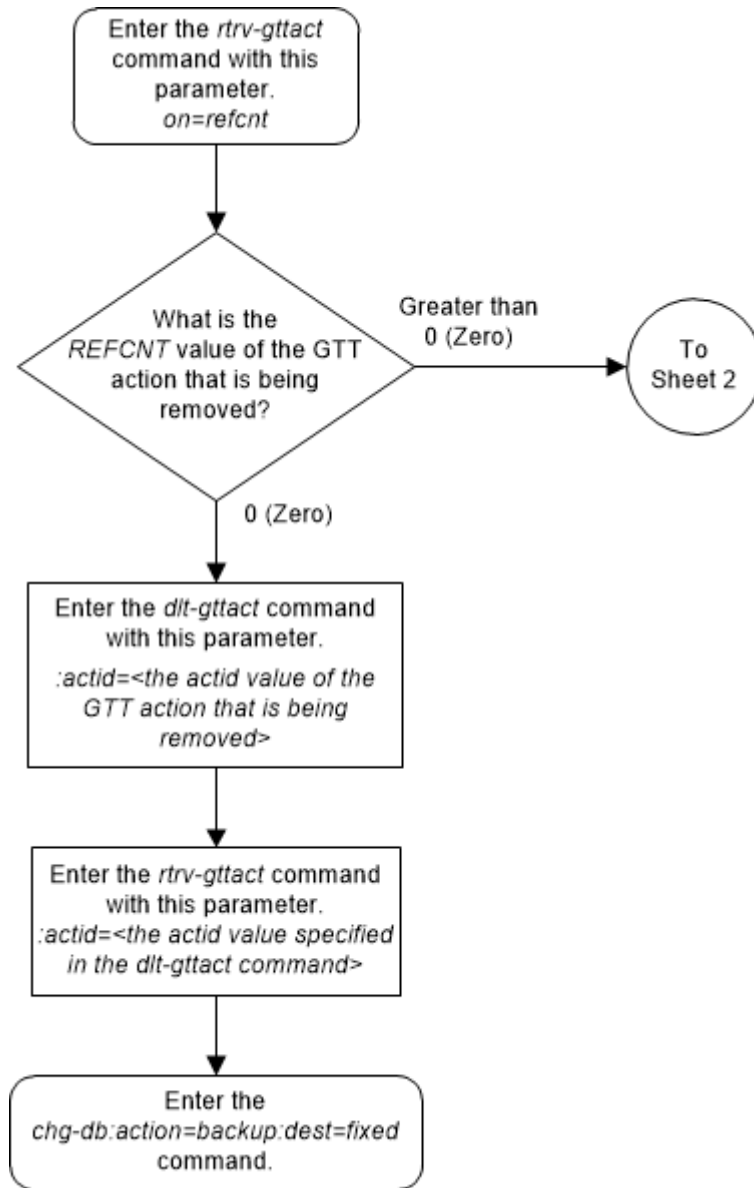 Enter the rtrv-gttact
command with this
parameter.
on=refcnt
What is the
REFCNT value of the GTT
action that is being
removed?
Greater than
0 (Zero)
To
Sheet 2
0 (Zero)
Enter the dlt-gttact command
with this parameter.
:actid=<the actid value of the
GTT action that is being
removed>
Enter the rtrv-gttact command
with this parameter.
:actid=<the actid value specified
in the dlt-gttact command>
Enter the
chg-db:action=backup:dest=fixed
command.